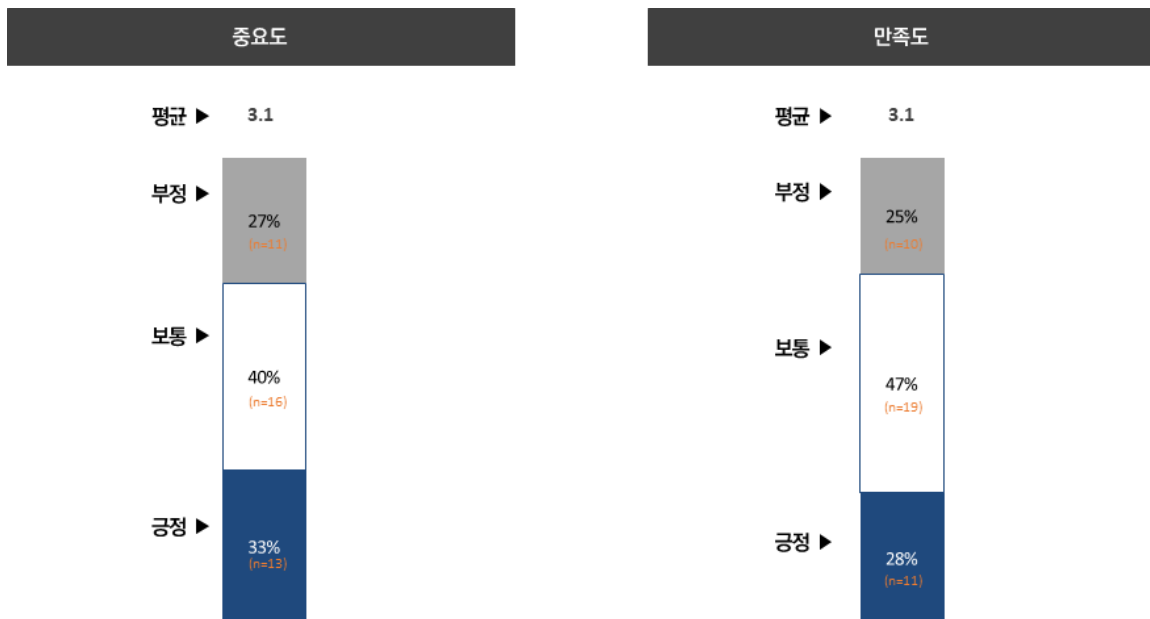 중요도
평균 ▶ 3.1
부정 ▶
27%
(n=11)
보통 ▶
40%
(n=16)
긍정 ▶
33%
(n=13)
만족도
평균 ▶ 3.1
부정 ▶
25%
(n=10)
보통 ▶
47%
(n=19)
긍정 ▶
28%
(n=11)